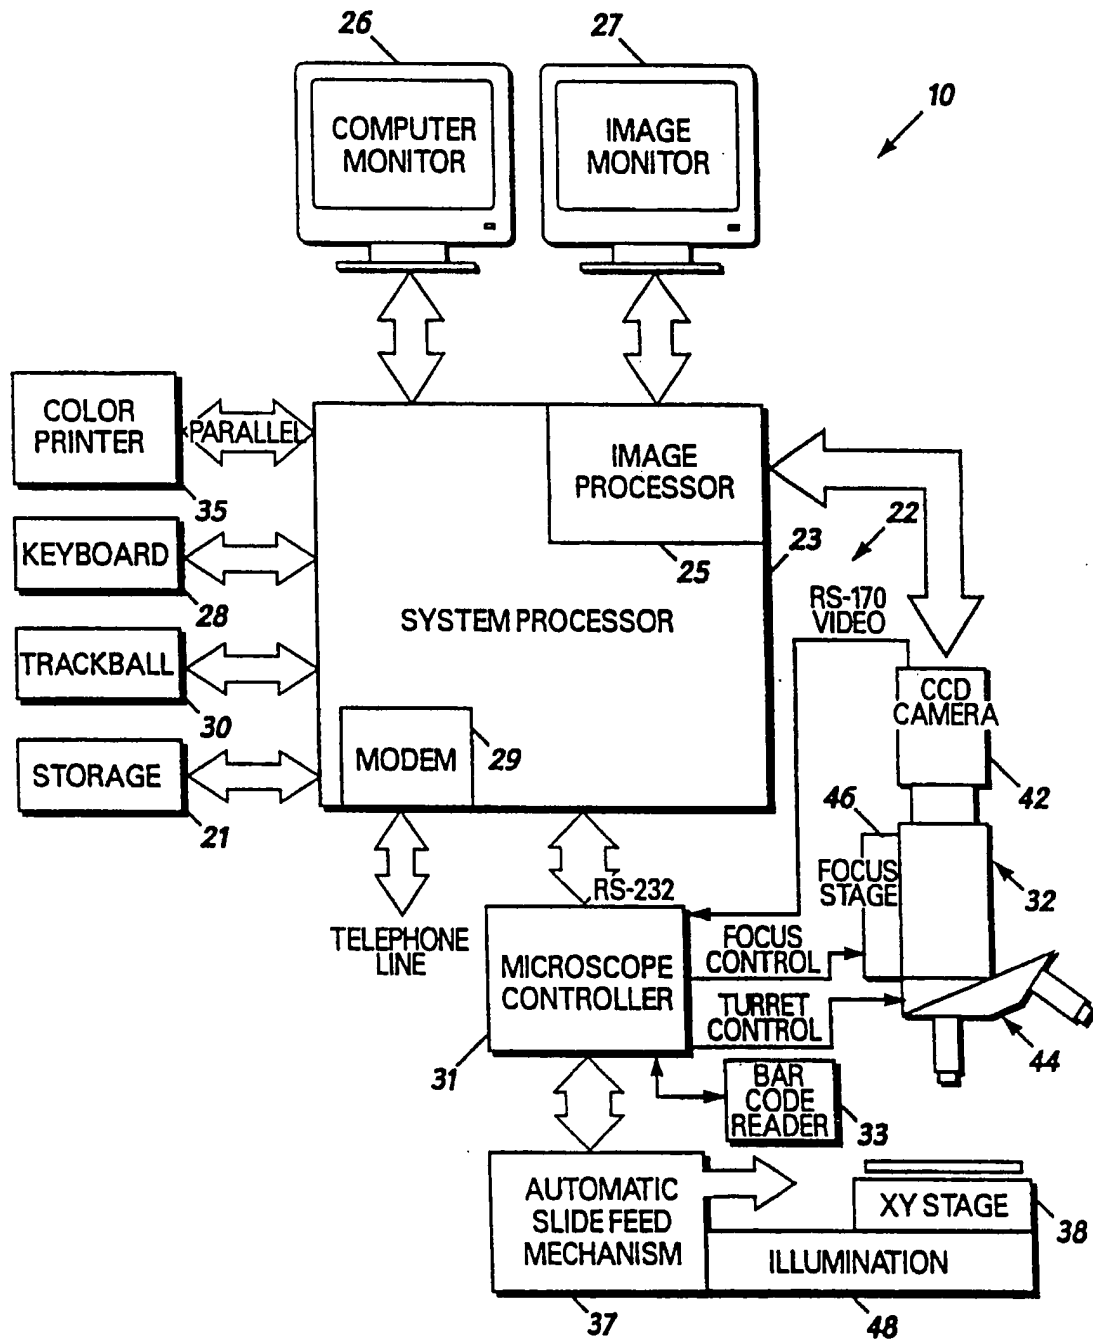 26
27
10
COMPUTER
MONITOR
IMAGE
MONITOR
COLOR
PRINTER
PARALLEL
35
IMAGE
PROCESSOR
25
23
22
KEYBOARD
28
SYSTEM PROCESSOR
RS-170
VIDEO
TRACKBALL
30
CCD
CAMERA
42
STORAGE
21
MODEM
29
46
FOCUS
STAGE
32
RS-232
TELEPHONE
LINE
MICROSCOPE
CONTROLLER
31
FOCUS
CONTROL
TURRET
CONTROL
44
BAR
CODE
READER
33
AUTOMATIC
SLIDE FEED
MECHANISM
37
XY STAGE
38
ILLUMINATION
48